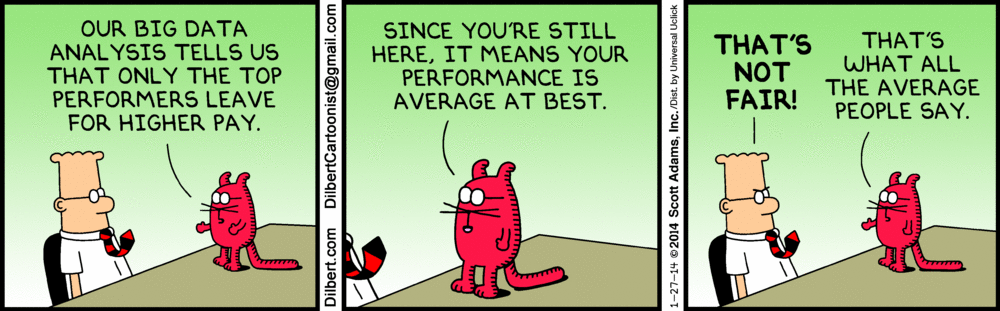 OUR BIG DATA
ANALYSIS TELLS US
THAT ONLY THE TOP
PERFORMERS LEAVE
FOR HIGHER PAY.
Dilbert.com DilbertCartoonist@gmail.com
SINCE YOU'RE STILL
HERE, IT MEANS YOUR
PERFORMANCE IS
AVERAGE AT BEST.
1-27-14 ©2014 Scott Adams, Inc. /Dist. by Universal Uclick
THAT'S
NOT
FAIR!
THAT'S
WHAT ALL
THE AVERAGE
PEOPLE SAY.